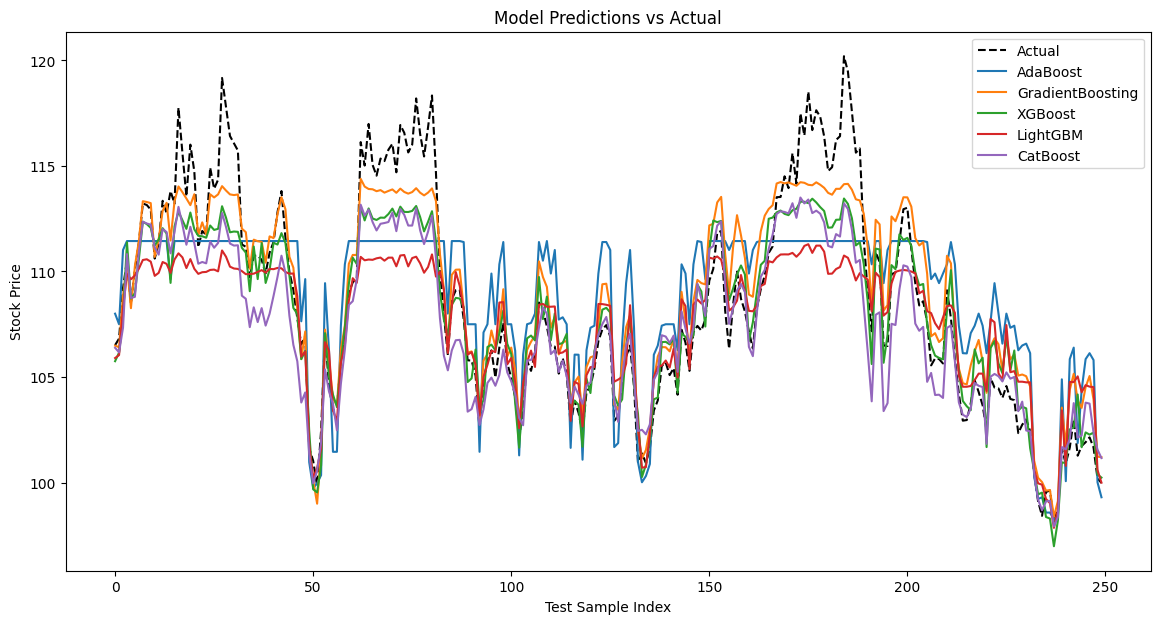 Model Predictions vs Actual
Stock Price
120
115
110
105
100
Actual
AdaBoost
GradientBoosting
XGBoost
LightGBM
CatBoost
0
50
100
150
200
250
Test Sample Index